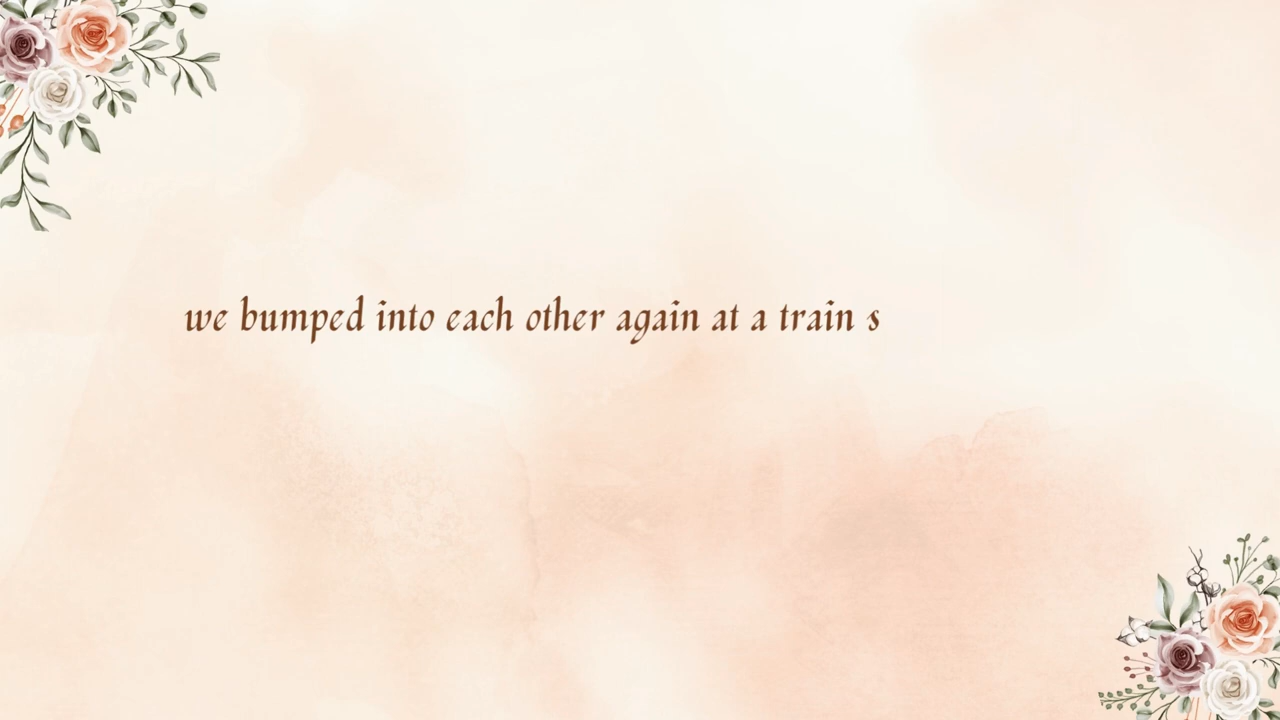 we bumped into each other again at a train s